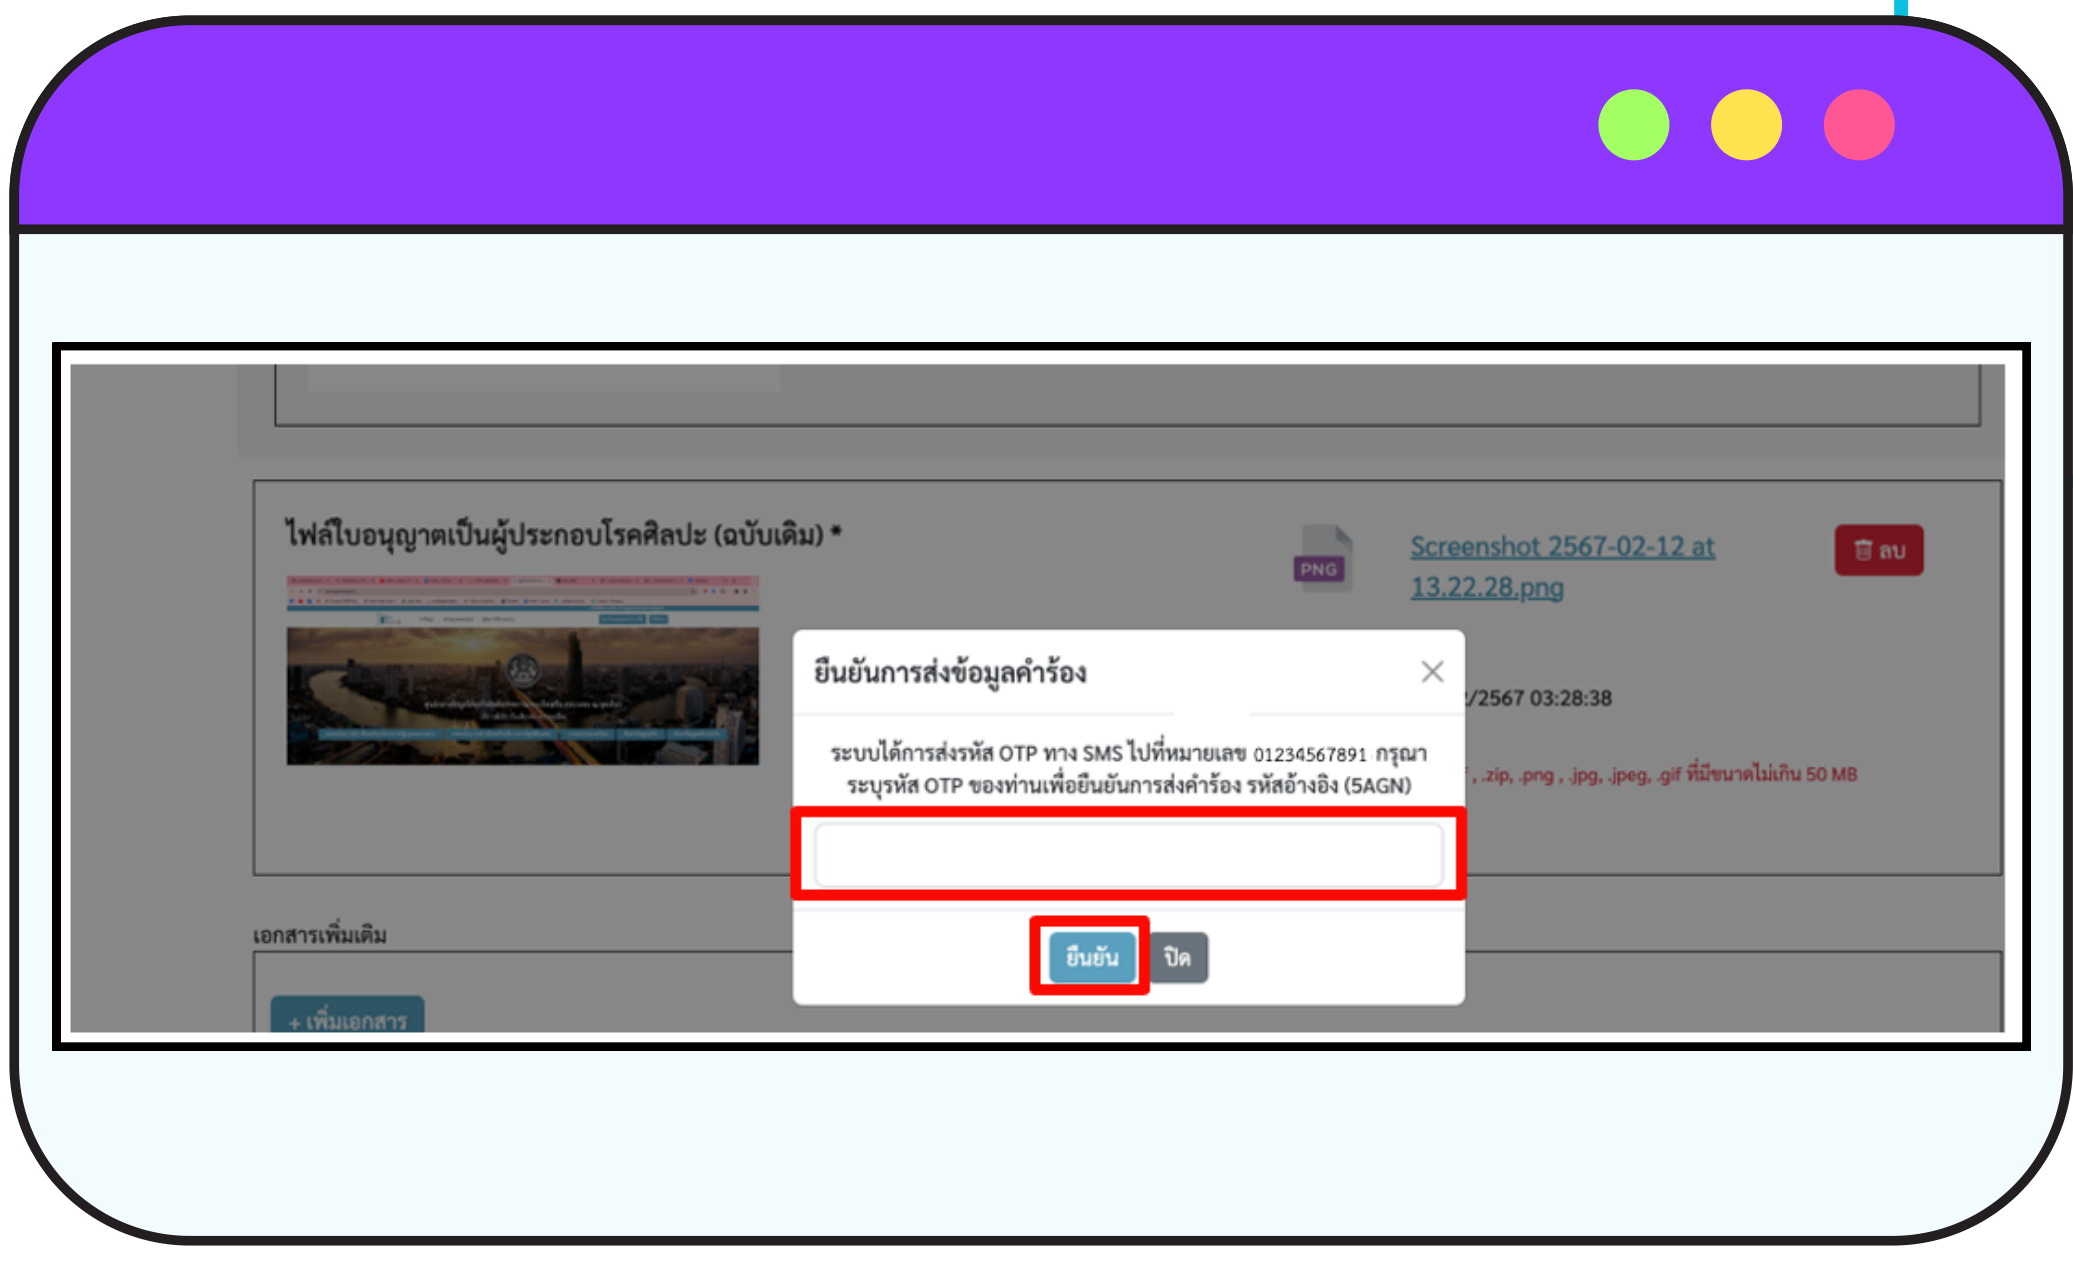 ไฟล์ใบอนุญาตเป็นผู้ประกอบโรคศิลปะ (ฉบับเดิม) *
PNG
Screenshot 2567-02-12 at
13.22.28.png
ลบ
ยืนยันการส่งข้อมูลคำร้อง
/2567 03:28:38
ระบบได้การส่งรหัส OTP ทาง SMS ไปที่หมายเลข 01234567891 กรุณา
ระบุรหัส OTP ของท่านเพื่อยืนยันการส่งคำร้อง รหัสอ้างอิง (5AGN)
, .zip, .png , .jpg, .jpeg, .gif ที่มีขนาดไม่เกิน 50 MB
ยืนยัน
ปิด
เอกสารเพิ่มเติม
+ เพิ่มเอกสาร